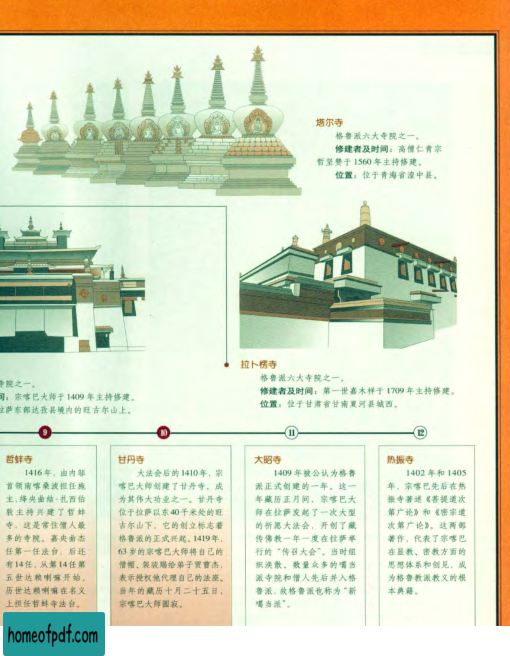 塔尔寺
格鲁派六大寺院之一。
修建者及时间：高僧仁青宗
哲坚赞于1560年主持修建。
位置：位于青海省湟中县。
寺院之一。
间：宗喀巴大师于1409年主持修建。
拉萨东郊达孜县境内的旺古尔山上。
拉卜楞寺
格鲁派六大寺院之一。
修建者及时间：第一世嘉木样于1709年主持修建。
位置：位于甘肃省甘南夏河县城西。
9
哲蚌寺
1416年，由内邬
首领南喀桑波担任施
主，绛央曲结·扎西伯
敦主持兴建了哲蚌
寺。这是常住僧人最
多的寺院。嘉央曲杰
任第一任法台，后还
有14任，从第14任第
五世达赖喇嘛开始，
历世达赖喇嘛在名义
上担任哲蚌寺法台。
10
甘丹寺
大法会后的1410年，宗
喀巴大师创建了甘丹寺，成
为其伟大功业之一。甘丹寺
位于拉萨以东40千米处的旺
古尔山下。它的创立标志着
格鲁派的正式兴起。1419年，
63岁的宗喀巴大师将自己的
僧帽、袈裟赐给弟子贾曹杰，
表示授权他代理自己的法座。
当年的藏历十月二十五日，
宗喀巴大师圆寂。
11
大昭寺
1409年被公认为格鲁
派正式创建的一年。这一
年藏历正月间，宗喀巴大
师在拉萨发起了一次大型
的祈愿大法会，开创了藏
传佛教一年一度在拉萨举
行的“传召大会”。当时组
织涣散、数量众多的噶当
派寺院和僧人先后并入格
鲁派，故格鲁派也称为“新
噶当派”。
12
热振寺
1402年和1405
年，宗喀巴先后在热
振寺著述《菩提道次
第广论》和《密宗道
次第广论》。这两部
著作，代表了宗喀巴
在显教、密教方面的
思想体系和创见，成
为格鲁教派教义的根
本典籍。
homeofpdf.com